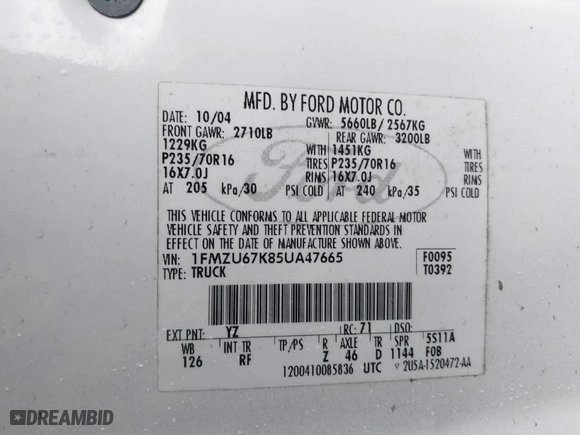 MFD. BY FORD MOTOR CO.
DATE: 10/04 GVWR: 5660LB/ 2567KG
FRONT GAWR: 2710LB REAR GAWR: 3200LB
1229KG WITH 1451KG WITH
P235/70R16 TIRES P235/70R16 TIRES
16X7.0J RIMS 16X7.0J RIMS
AT 205 kPa/30 PSI COLD AT 240 kPa/35 PSI COLD
Ford
THIS VEHICLE CONFORMS TO ALL APPLICABLE FEDERAL MOTOR
VEHICLE SAFETY AND THEFT PREVENTION STANDARDS
IN EFFECT ON THE DATE OF MANUFACTURE SHOWN ABOVE.
VIN: 1FMZU67K85UA47665 F0095
TYPE: TRUCK T0392
EXT PNT: YZ RC: 71 DSO:
WB INT TR TP/PS R AXLE TR SPR 5S11A
126 RF Z 46 D 1144 FOB
1200410085836 UTC ▽ 2U5A-1520472-AA
DREAMBID